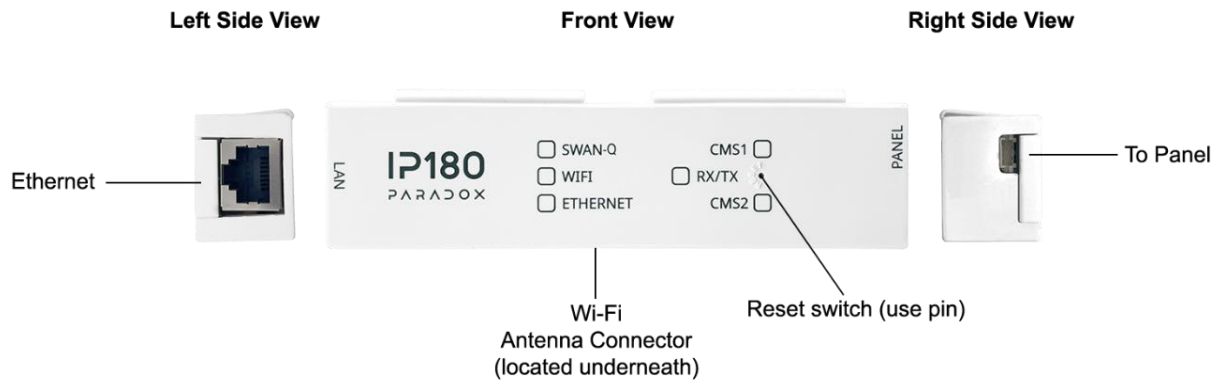 Left Side View
Front View
Right Side View
Ethernet
LAN
IP180
PARADOX
SWAN-Q
WIFI
ETHERNET
CMS1
RX/TX
CMS2
PANEL
To Panel
Reset switch (use pin)
Wi-Fi
Antenna Connector
(located underneath)